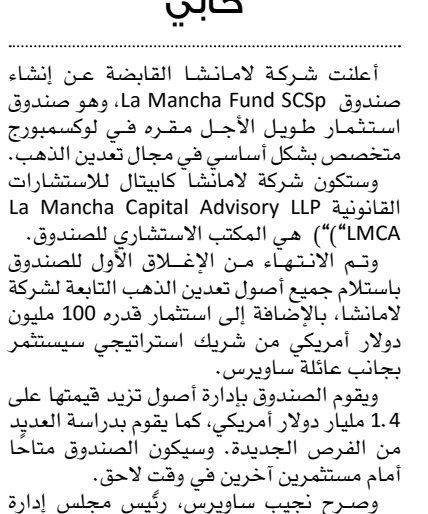 حابي
أعلنت شركة لامانشا القابضة عن إنشاء
صندوق La Mancha Fund SCSp، وهو صندوق
استثمار طويل الأجل مقره في لوكسمبورج
متخصص بشكل أساسي في مجال تعدين الذهب.
وستكون شركة لامانشا كابيتال للاستشارات
القانونية La Mancha Capital Advisory LLP
LMCA“)“) هي المكتب الاستشاري للصندوق.
وتم الانتهاء من الإغلاق الأول للصندوق
باستلام جميع أصول تعدين الذهب التابعة لشركة
لامانشا، بالإضافة إلى استثمار قدره 100 مليون
دولار أمريكي من شريك استراتيجي سيستثمر
بجانب عائلة ساويرس.
ويقوم الصندوق بإدارة أصول تزيد قيمتها على
1.4 مليار دولار أمريكي، كما يقوم بدراسة العديد
من الفرص الجديدة. وسيكون الصندوق متاحًا
أمام مستثمرين آخرين في وقت لاحق.
وصرح نجيب ساويرس، رئيس مجلس إدارة